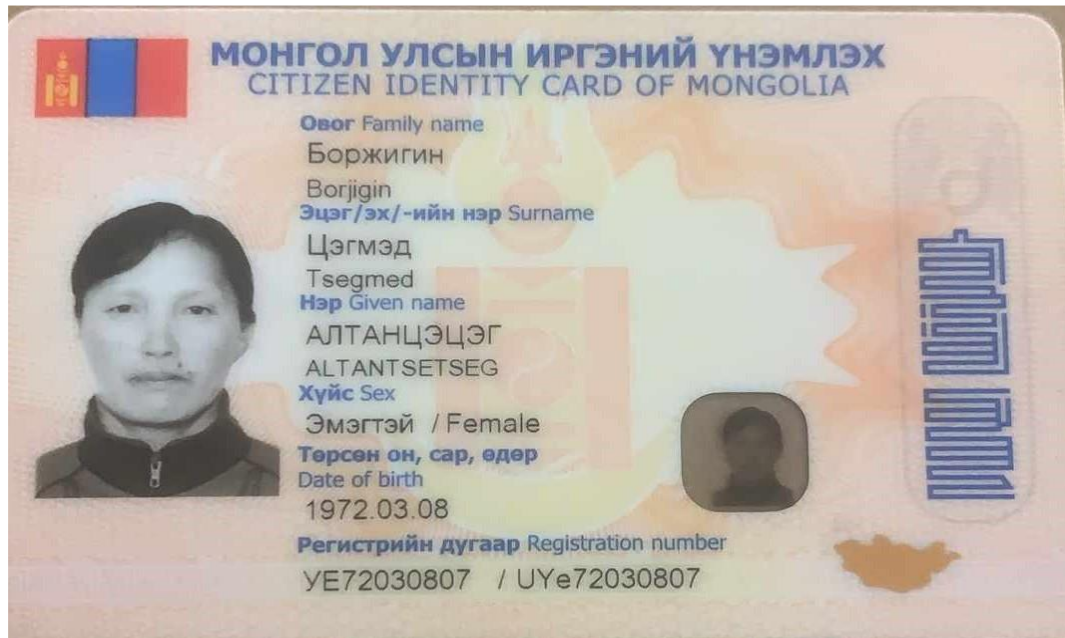 МОНГОЛ УЛСЫН ИРГЭНИЙ ҮНЭМЛЭХ
CITIZEN IDENTITY CARD OF MONGOLIA
Овог Family name
Боржигин
Borjigin
Эцэг/эх/-ийн нэр Surname
Цэгмэд
Tsegmed
Нэр Given name
АЛТАНЦЭЦЭГ
ALTANTSETSEG
Хүйс Sex
Эмэгтэй / Female
Төрсөн он, сар, өдөр
Date of birth
1972.03.08
Регистрийн дугаар Registration number
УЕ72030807 / UYe72030807